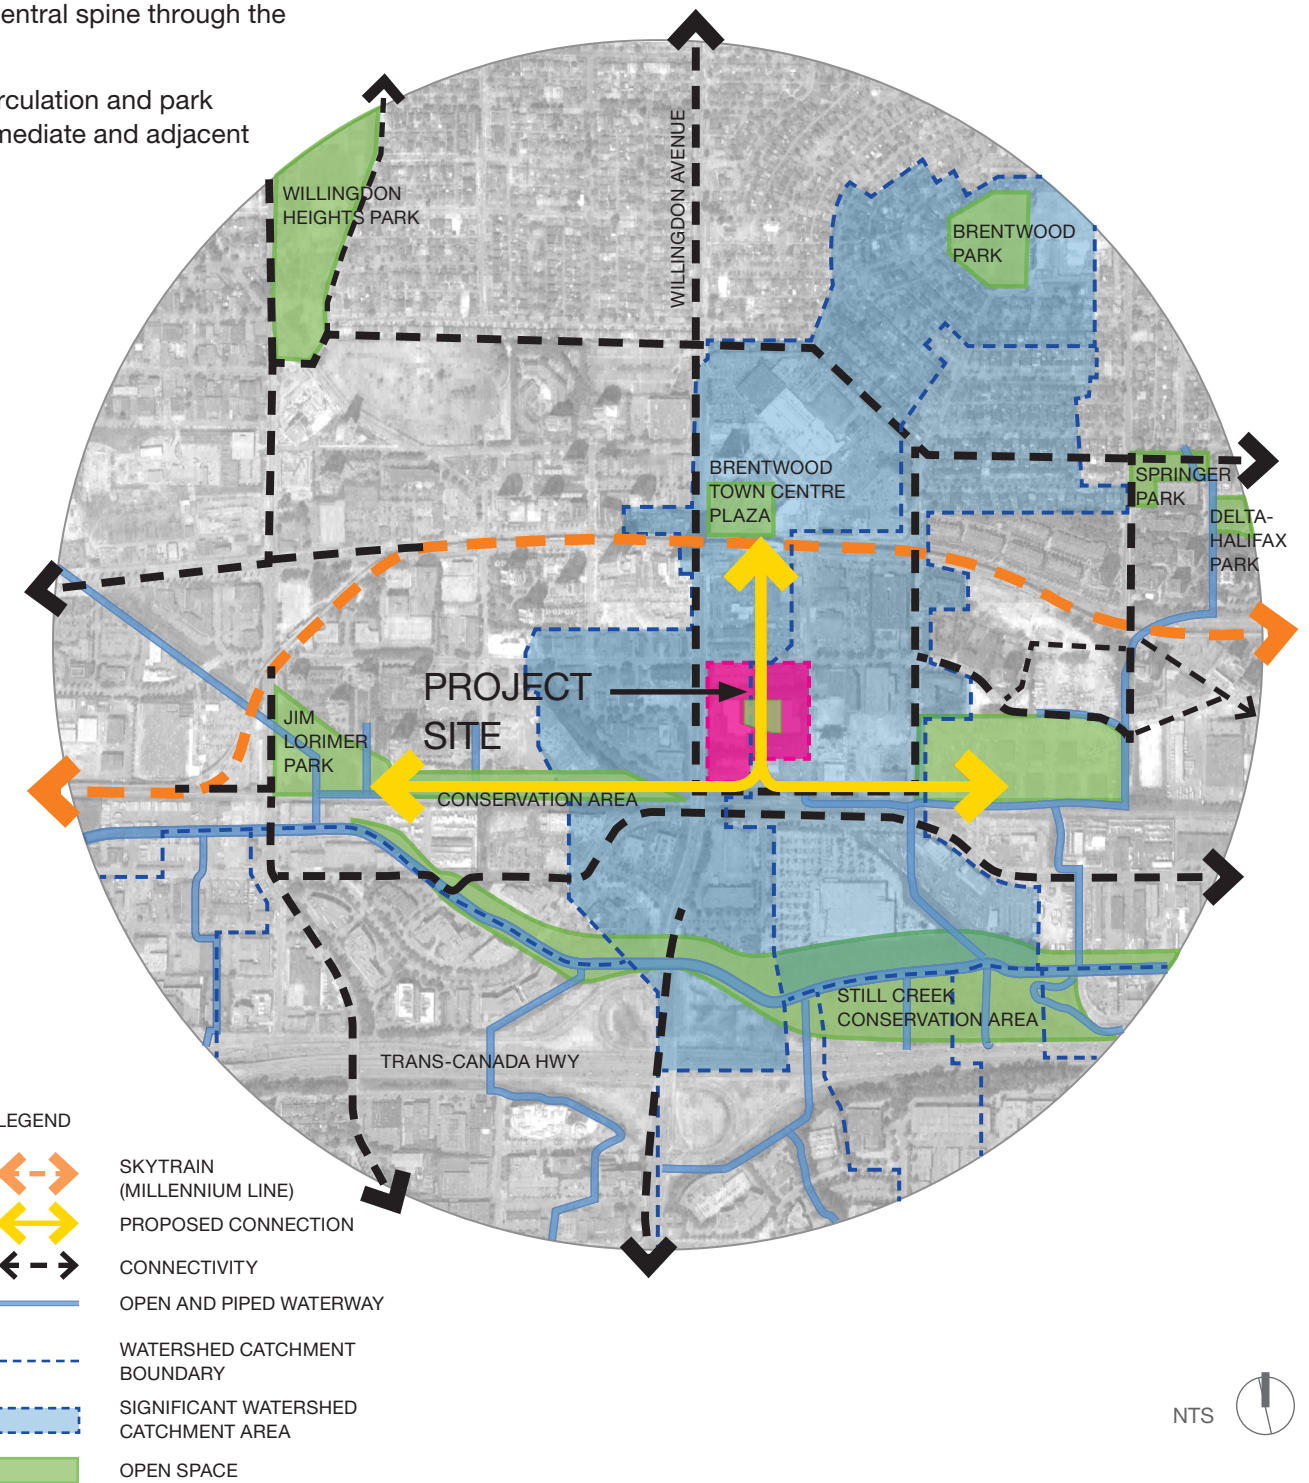 entral spine through the
rculation and park
mediate and adjacent
WILLINGDON AVENUE
WILLINGDON
HEIGHTS PARK
BRENTWOOD
PARK
BRENTWOOD
TOWN CENTRE
PLAZA
SPRINGER
PARK
DELTA-
HALIFAX
PARK
PROJECT
SITE
JIM
LORIMER
PARK
CONSERVATION AREA
STILL CREEK
CONSERVATION AREA
TRANS-CANADA HWY
LEGEND
SKYTRAIN
(MILLENNIUM LINE)
PROPOSED CONNECTION
CONNECTIVITY
OPEN AND PIPED WATERWAY
WATERSHED CATCHMENT
BOUNDARY
SIGNIFICANT WATERSHED
CATCHMENT AREA
OPEN SPACE
NTS